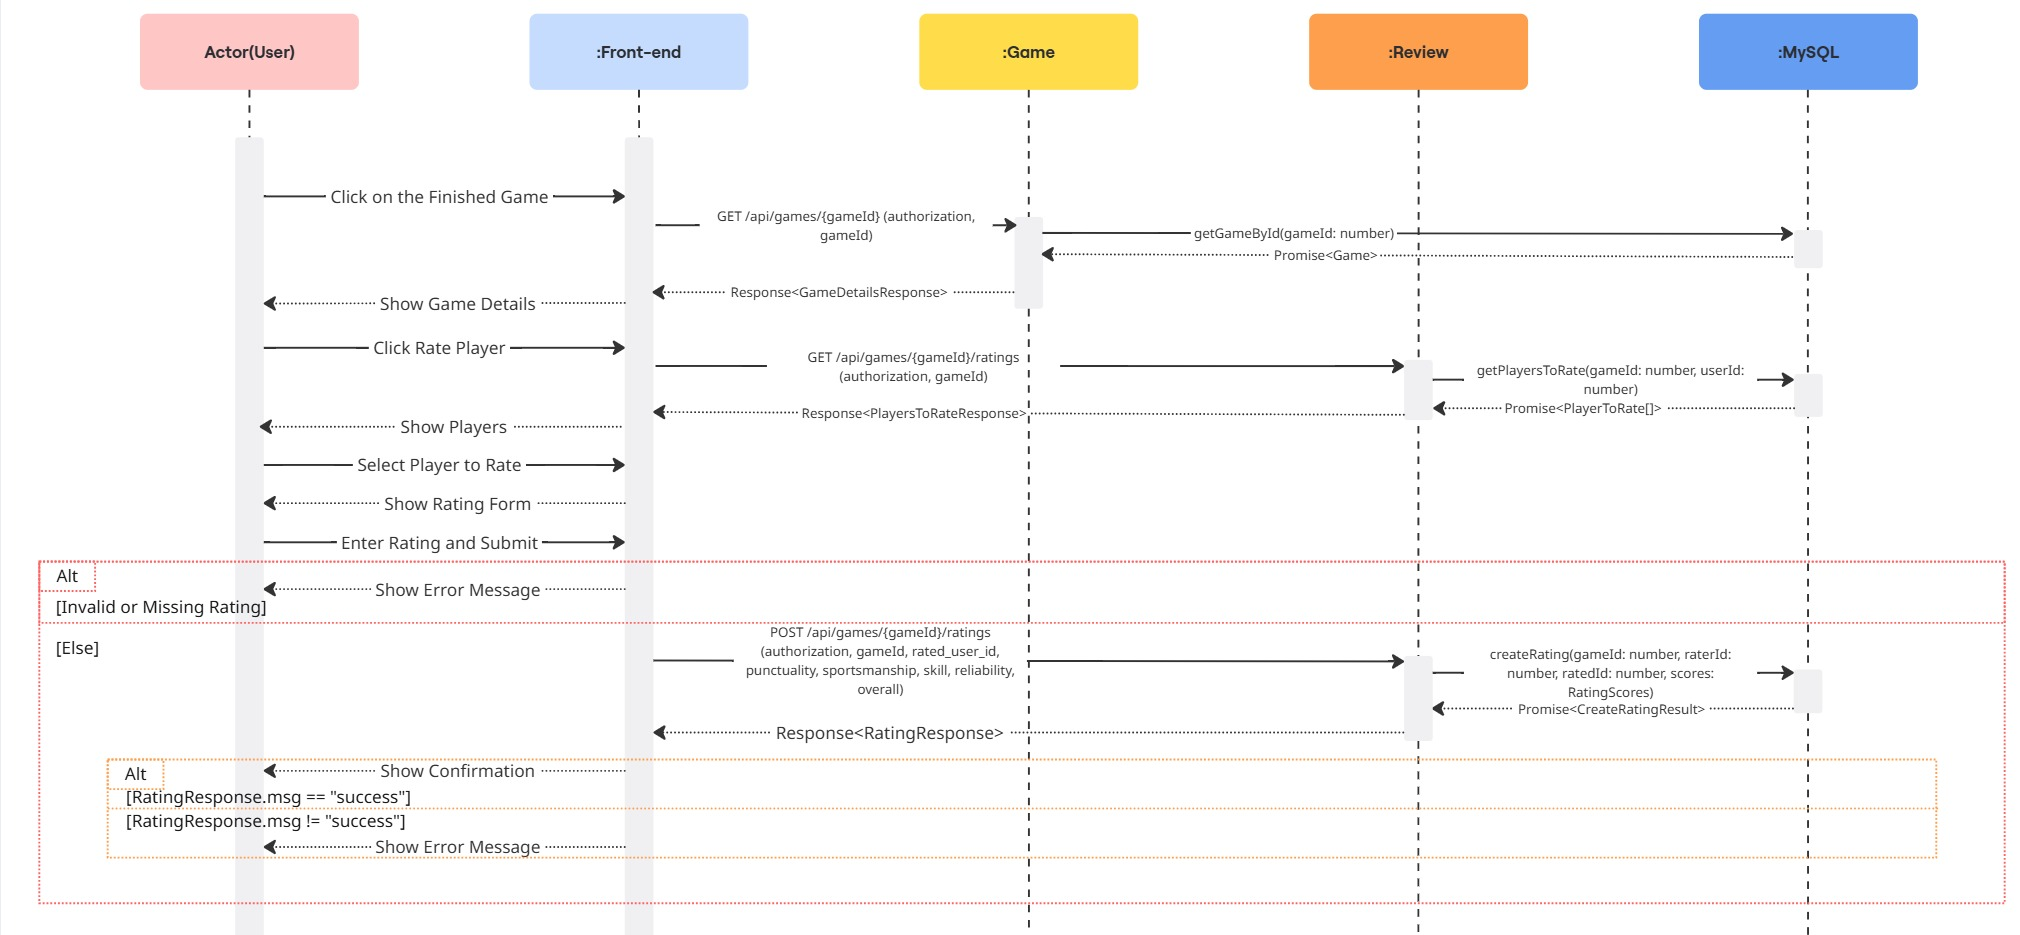 Actor(User)
:Front-end
:Game
:Review
:MySQL
Click on the Finished Game
GET /api/games/{gameId} (authorization,
gameId)
getGameById(gameId: number)
Promise<Game>
Response<GameDetailsResponse>
Show Game Details
Click Rate Player
GET /api/games/{gameId}/ratings
(authorization, gameId)
getPlayersToRate(gameId: number, userId:
number)
Promise<PlayerToRate[]>
Response<PlayersToRateResponse>
Show Players
Select Player to Rate
Show Rating Form
Enter Rating and Submit
Alt
Show Error Message
[Invalid or Missing Rating]
[Else]
POST /api/games/{gameId}/ratings
(authorization, gameId, rated_user_id,
punctuality, sportsmanship, skill, reliability,
overall)
createRating(gameId: number, raterId:
number, ratedId: number, scores:
RatingScores)
Promise<CreateRatingResult>
Response<RatingResponse>
Alt
Show Confirmation
[RatingResponse.msg == "success"]
[RatingResponse.msg != "success"]
Show Error Message